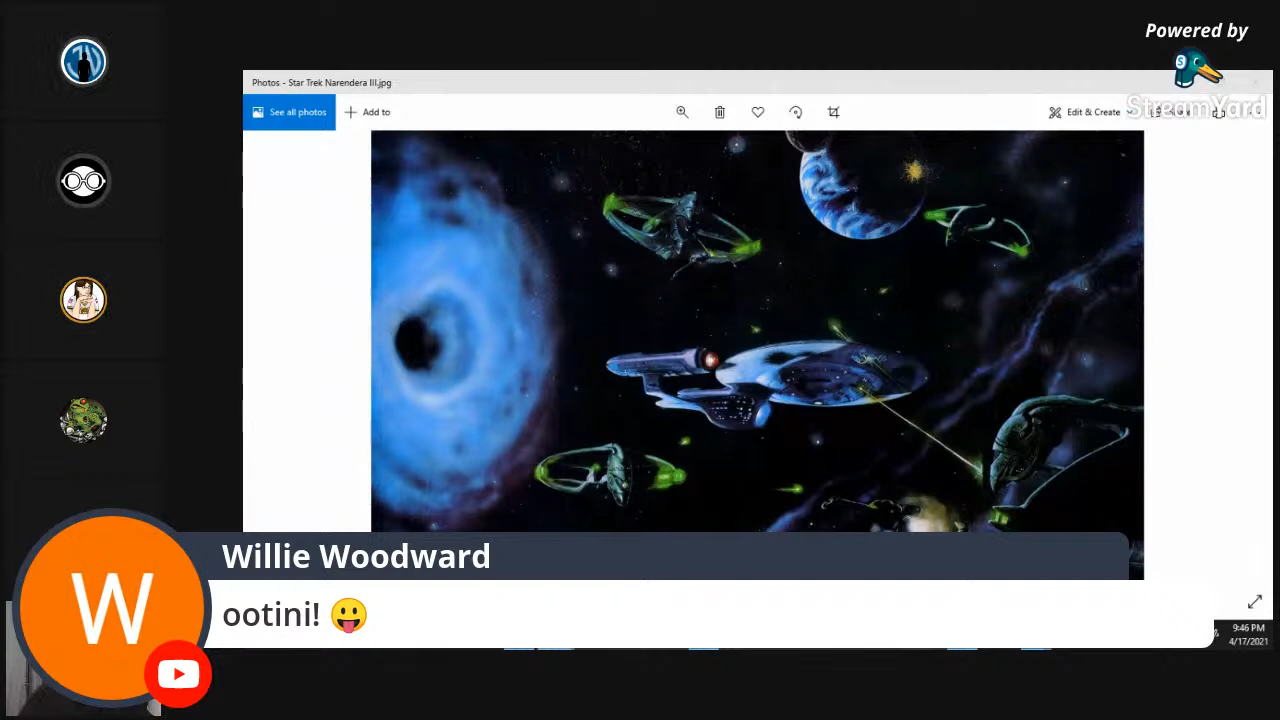 Powered by
StreamYard
Photos - Star Trek Narendera III.jpg
See all photos
Add to
Edit & Create
Willie Woodward
W
ootini! 😛
9:46 PM
4/17/2021